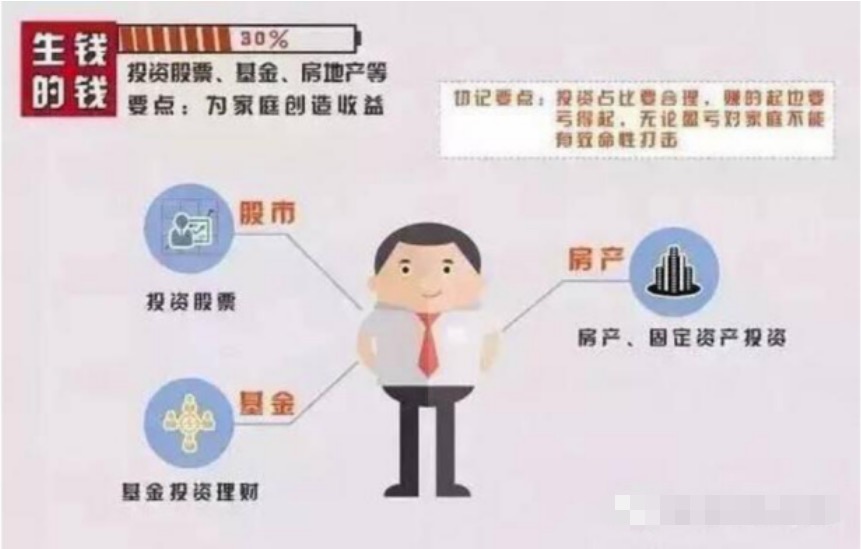 生钱的钱
30%
投资股票、基金、房地产等
要点：为家庭创造收益
切记要点：投资占比要合理，赚的起也要
亏得起，无论盈亏对家庭不能
有致命性打击
股市
投资股票
房产
房产、固定资产投资
基金
基金投资理财